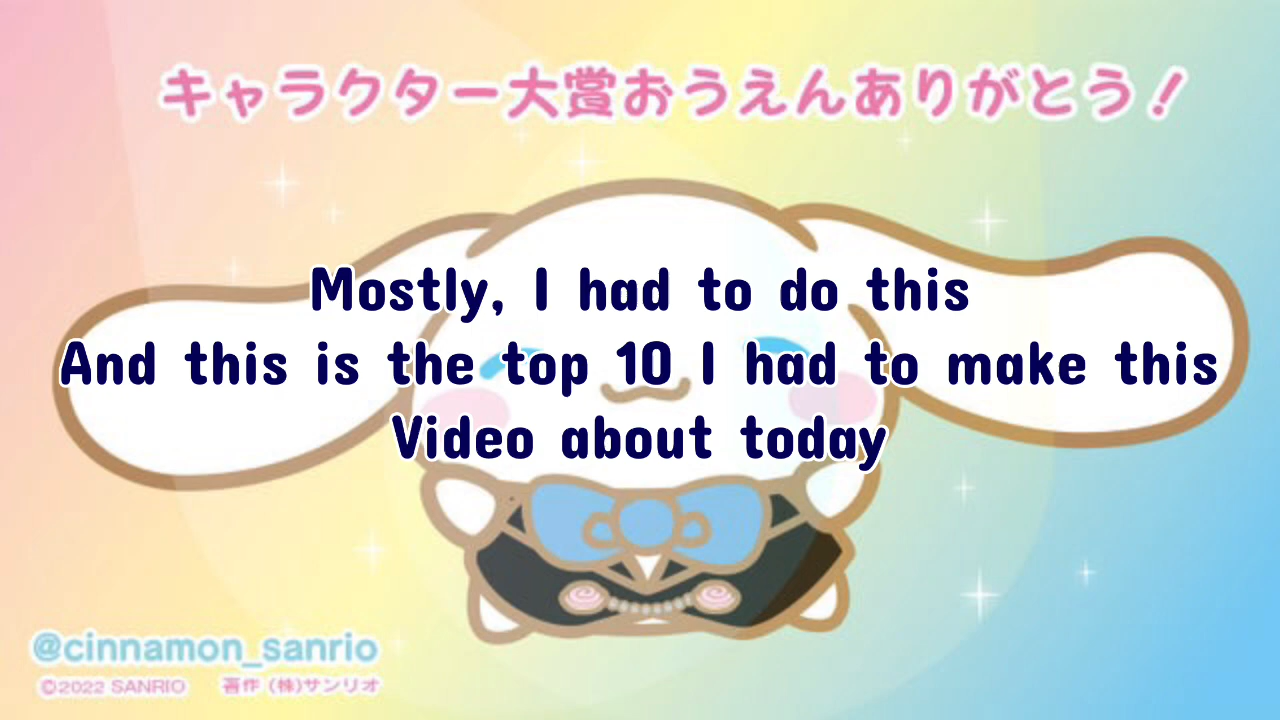 キャラクター大賞おうえんありがとう！
Mostly, I had to do this
And this is the top 10 I had to make this
Video about today
@cinnamon_sanrio
©2022 SANRIO 著作 (株)サンリオ